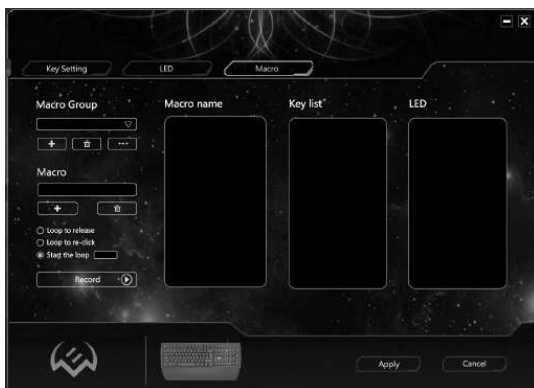 Key Setting
LED
Macro
Macro Group
Macro
Loop to release
Loop to re-click
Start the loop
Record
Macro name
Key list
LED
Apply
Cancel